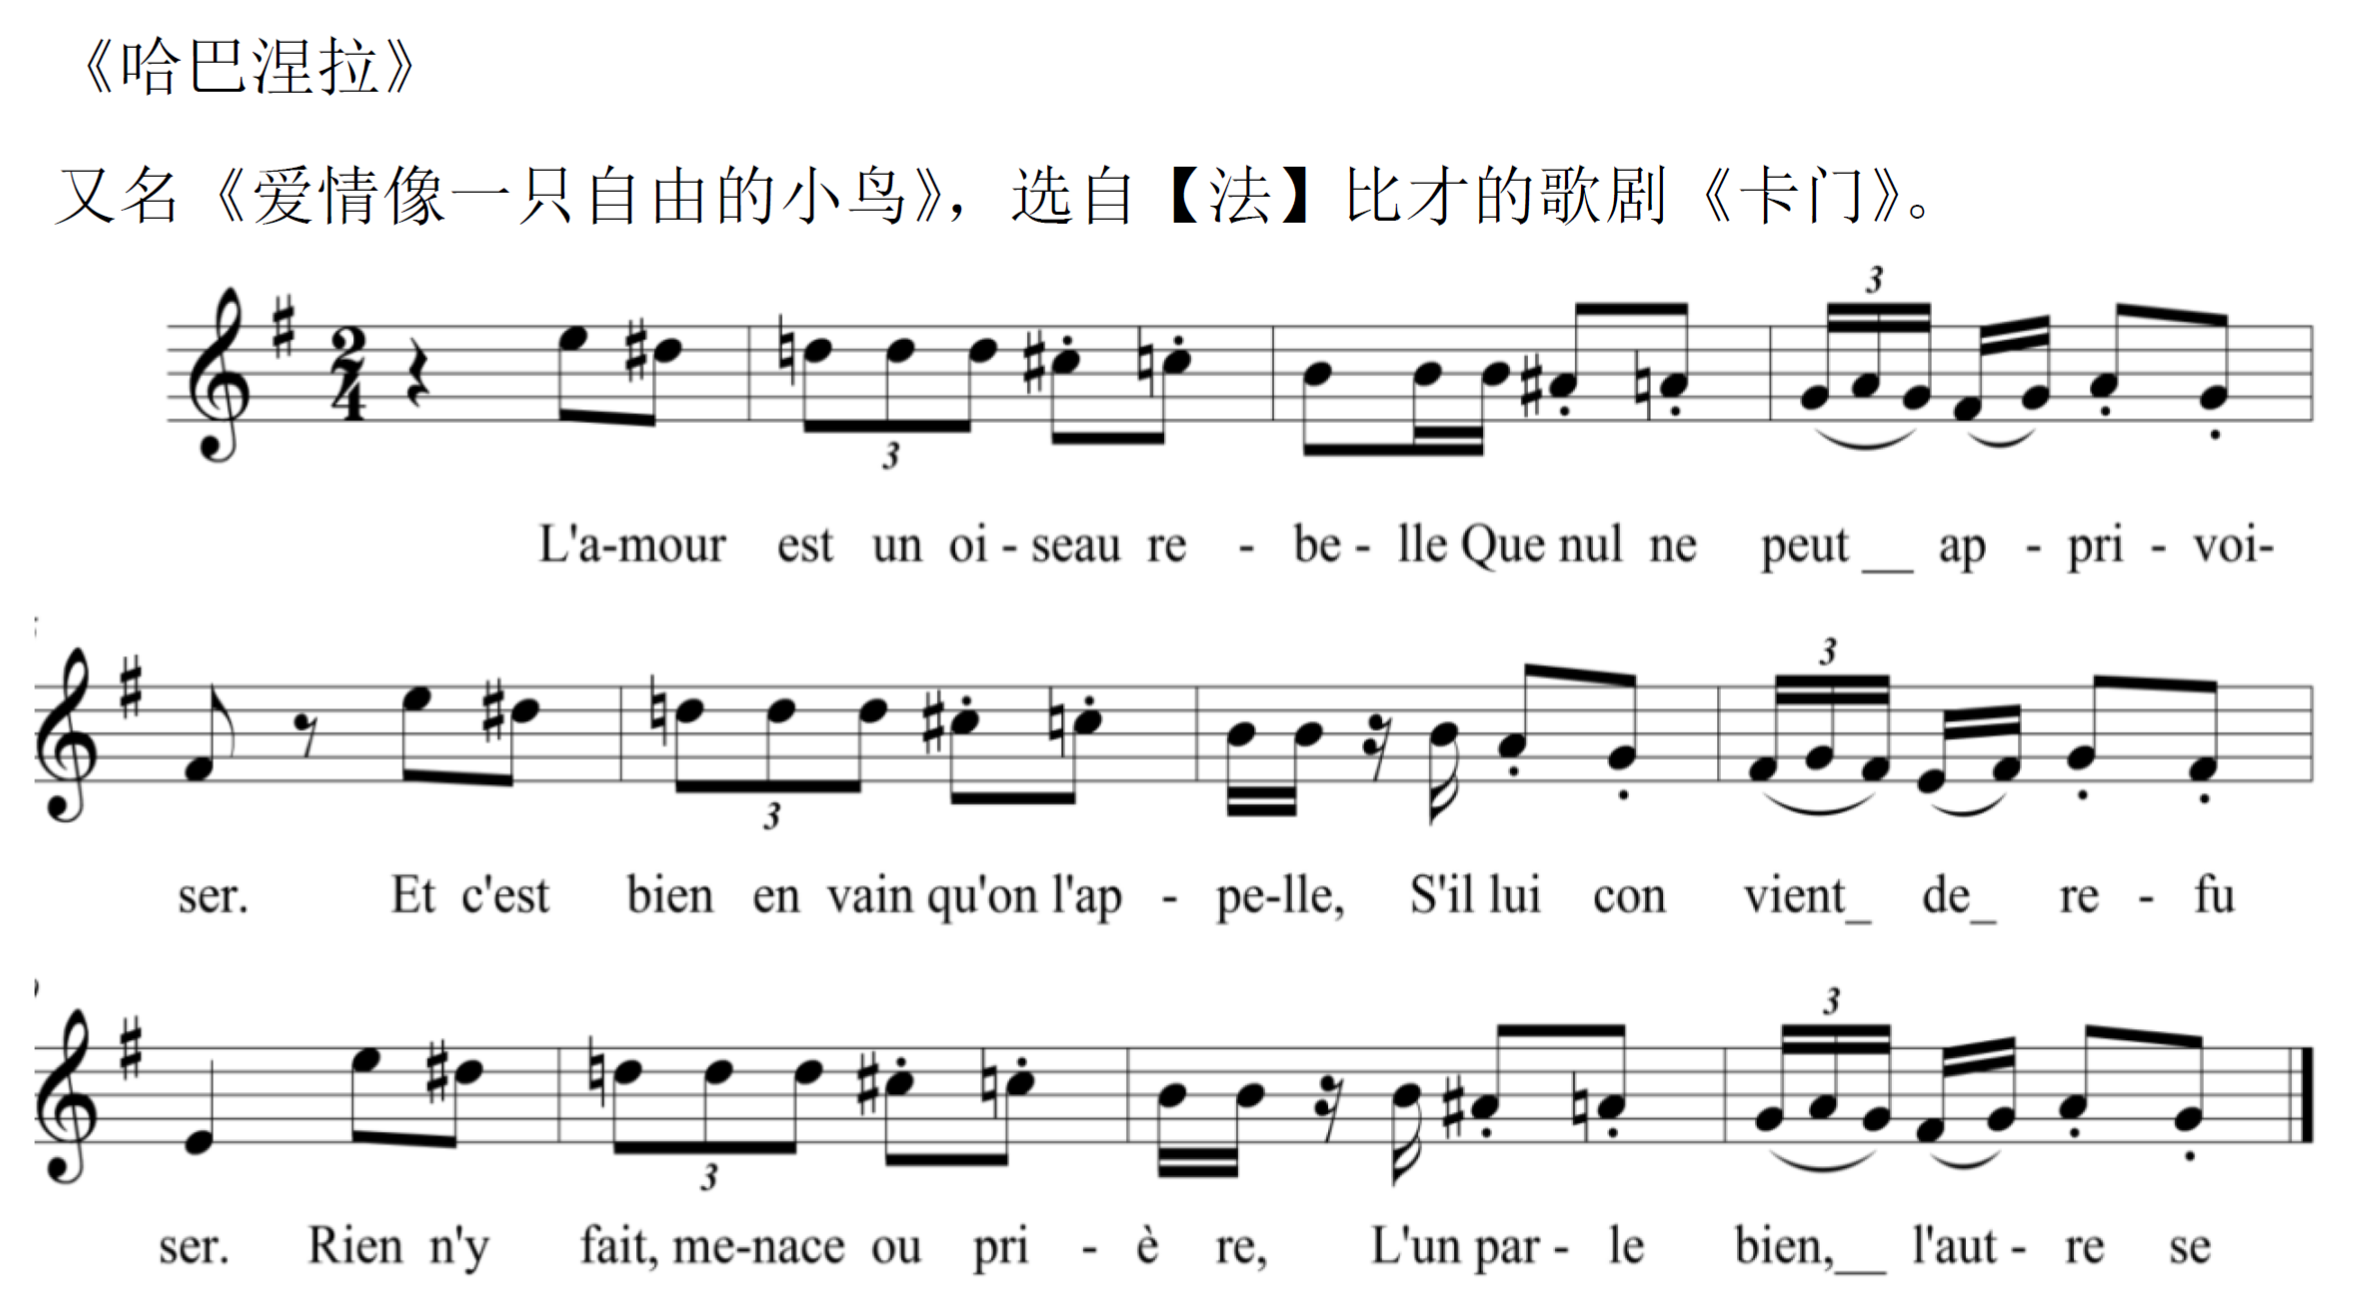 《哈巴涅拉》
又名《爱情像一只自由的小鸟》，选自【法】比才的歌剧《卡门》。
3
2
4
3
L'a-mour est un oi - seau re - be - lle Que nul ne peut __ ap - pri - voi-
3
3
ser. Et c'est bien en vain qu'on l'ap - pe-lle, S'il lui con vient_ de_ re - fu
3
3
ser. Rien n'y fait, me-nace ou pri - è re, L'un par - le bien,__ l'aut - re se